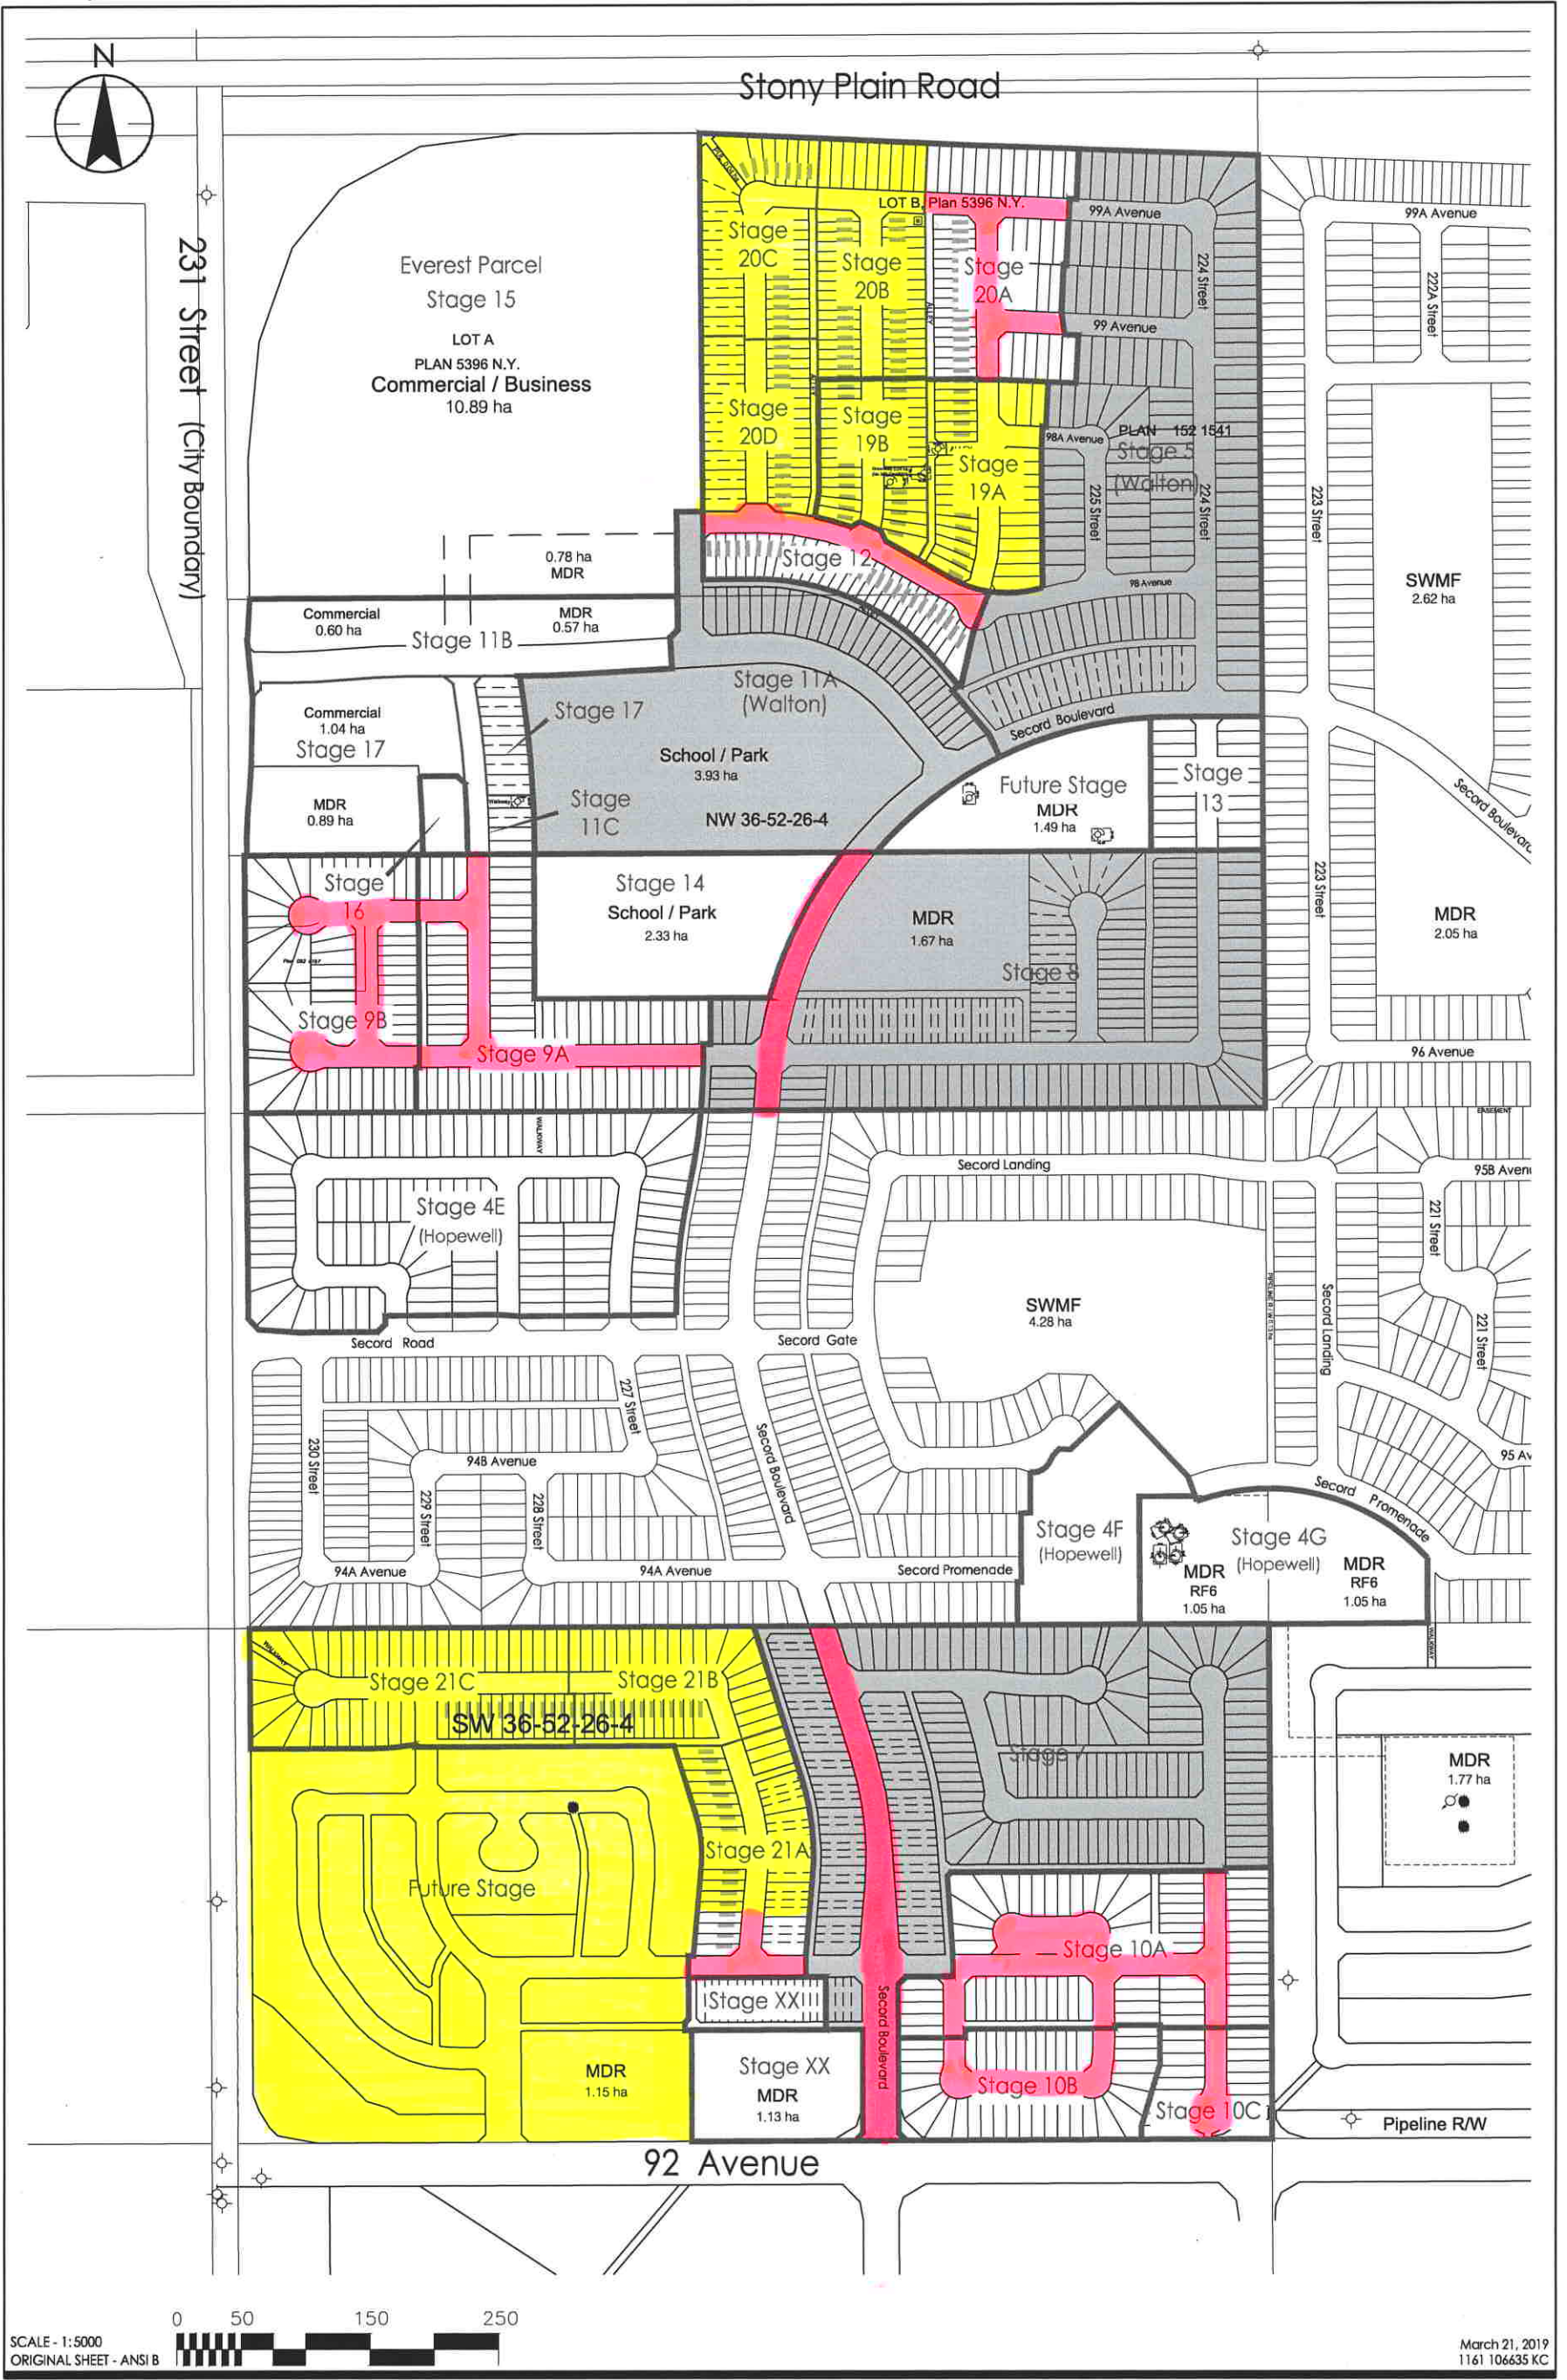 N
Stony Plain Road
231 Street (City Boundary)
LOT B, Plan 5396 N.Y.
99A Avenue
99A Avenue
Stage
20C
Stage
20B
Stage
20A
224 Street
222A Street
Everest Parcel
Stage 15
LOT A
PLAN 5396 N.Y.
Commercial / Business
10.89 ha
99 Avenue
ALLEY
Stage
20D
Stage
19B
Stage
19A
98A Avenue
PLAN 152 1541
Stage 5
(Walton)
225 Street
224 Street
223 Street
0.78 ha
MDR
Stage 12
98 Avenue
SWMF
2.62 ha
Commercial
0.60 ha
MDR
0.57 ha
Stage 11B
Stage 11A
(Walton)
Second Boulevard
Commercial
1.04 ha
Stage 17
Stage 17
School / Park
3.93 ha
Future Stage
MDR
1.49 ha
Stage
13
Secord Boulevard
MDR
0.89 ha
Walkway
Stage
11C
NW 36-52-26-4
Stage
16
Stage 14
School / Park
2.33 ha
MDR
1.67 ha
223 Street
MDR
2.05 ha
Stage 8
Stage 9B
Stage 9A
96 Avenue
EASEMENT
WALKWAY
Secord Landing
95B Aven
Stage 4E
(Hopewell)
221 Street
SWMF
4.28 ha
Secord Landing
221 Street
Secord Road
Secord Gate
227 Street
230 Street
94B Avenue
Secord Boulevard
95 Av
229 Street
228 Street
Secord Promenade
Stage 4F
(Hopewell)
Stage 4G
(Hopewell)
MDR
RF6
1.05 ha
MDR
RF6
1.05 ha
94A Avenue
94A Avenue
Secord Promenade
WALKWAY
WALKWAY
Stage 21C
Stage 21B
SW 36-52-26-4
Stage 7
MDR
1.77 ha
Stage 21A
Future Stage
Stage 10A
Stage XX
Secord Boulevard
MDR
1.15 ha
Stage XX
MDR
1.13 ha
Stage 10B
Stage 10C
Pipeline R/W
92 Avenue
0 50 150 250
SCALE - 1:5000
ORIGINAL SHEET - ANSI B
March 21, 2019
1161 106635 KC